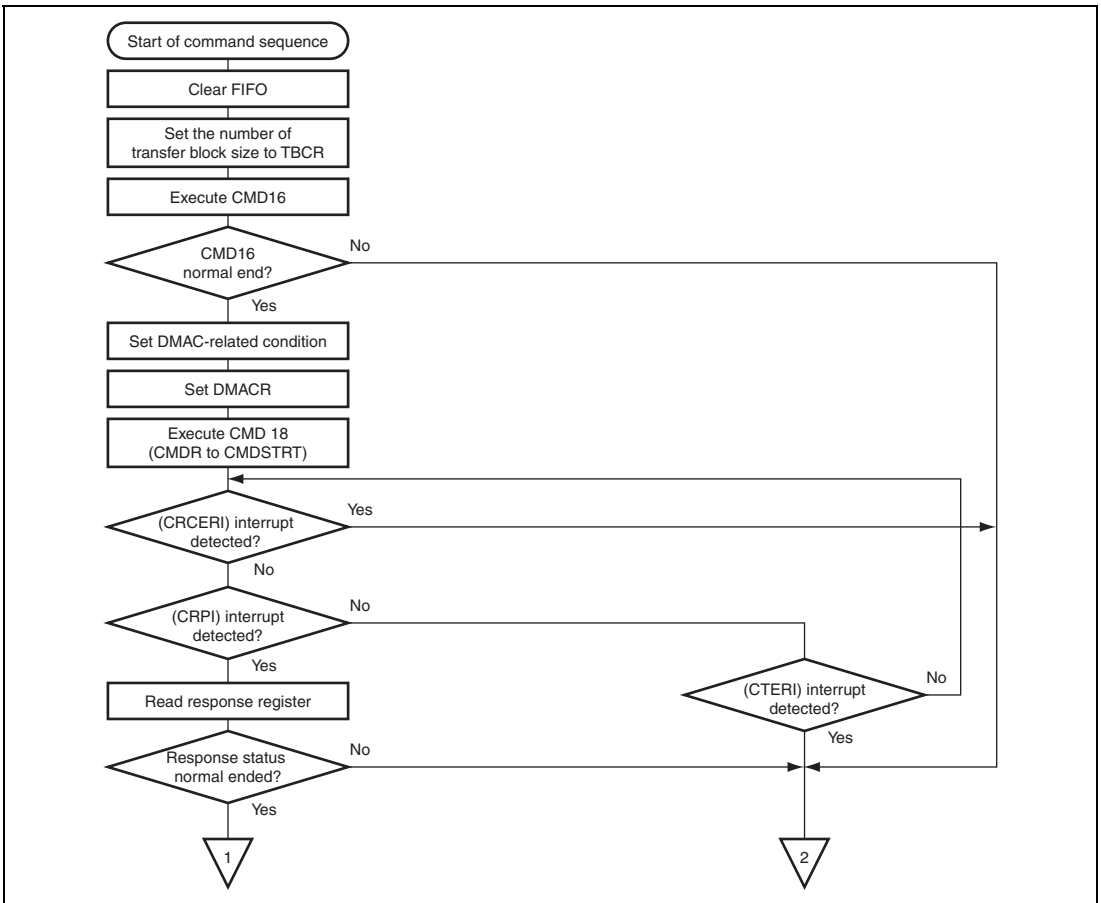 Start of command sequence
Clear FIFO
Set the number of
transfer block size to TBCR
Execute CMD16
CMD16
normal end?
No
Yes
Set DMAC-related condition
Set DMACR
Execute CMD 18
(CMDR to CMDSTRT)
(CRCERI) interrupt
detected?
Yes
No
(CRPI) interrupt
detected?
No
Yes
(CTERI) interrupt
detected?
No
Yes
Read response register
Response status
normal ended?
No
Yes
1
2